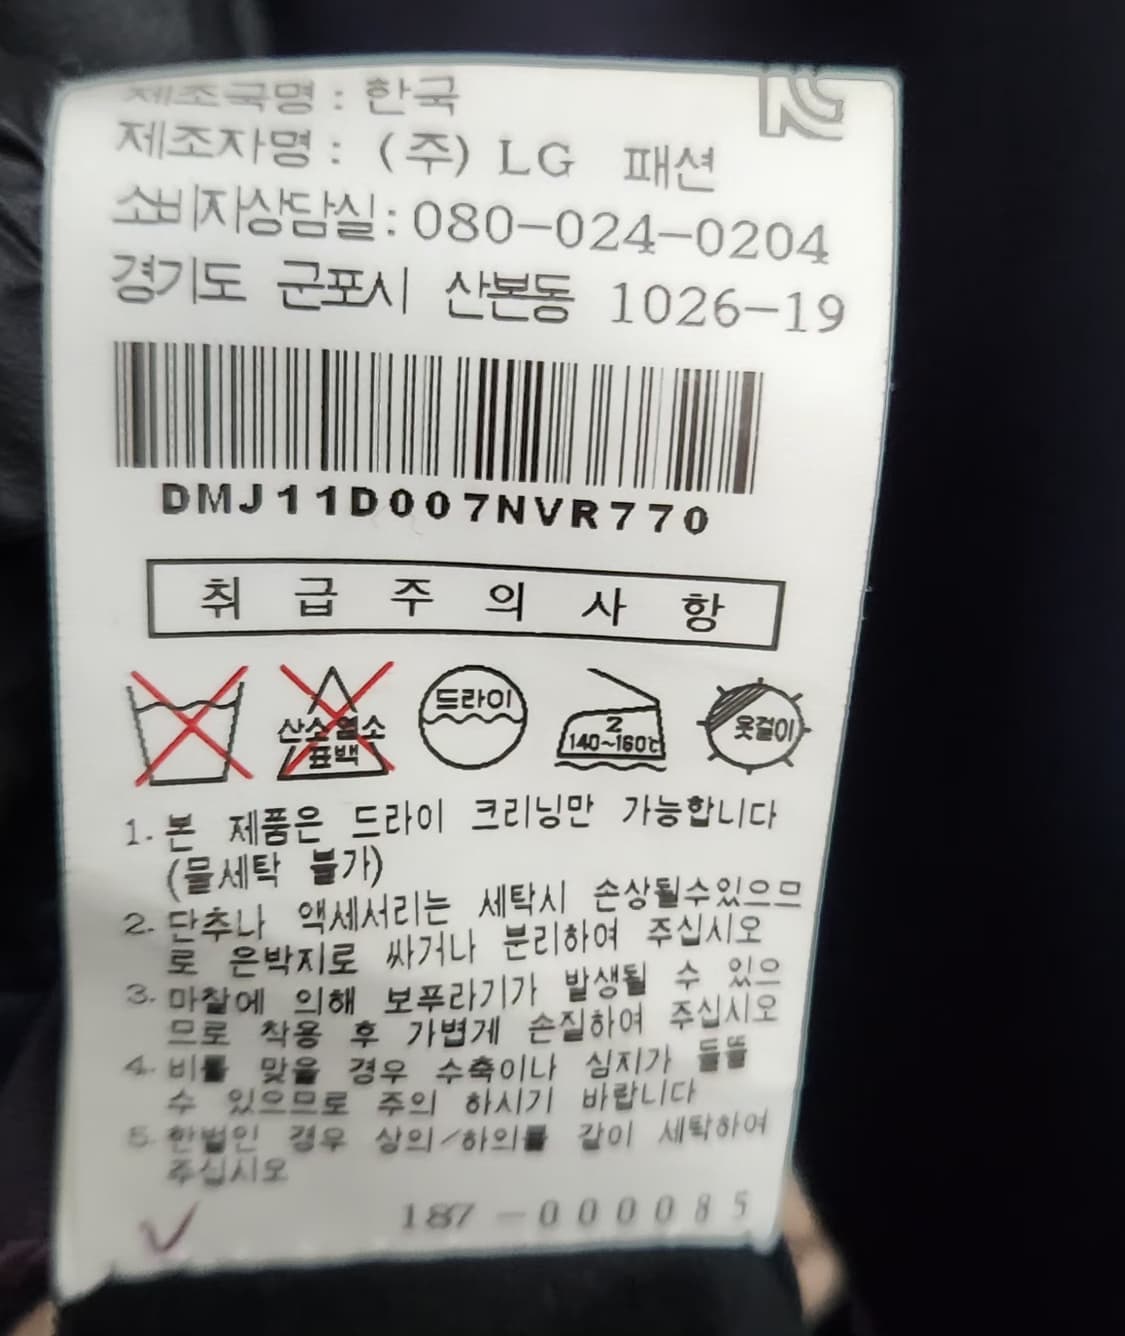 제조국명 : 한국
제조자명 : (주) LG 패션
소비자상담실:080-024-0204
경기도 군포시 산본동 1026-19
DMJ11D007NVR770
취 급 주 의 사 항
산소염소
표백
드라이
2
140~160℃
옷걸이
1. 본 제품은 드라이 크리닝만 가능합니다
(물세탁 불가)
2. 단추나 액세서리는 세탁시 손상될수있으므
로 은박지로 싸거나 분리하여 주십시오
3. 마찰에 의해 보푸라기가 발생될 수 있으
므로 착용 후 가볍게 손질하여 주십시오
4. 비를 맞을 경우 수축이나 심지가 들뜰
수 있으므로 주의 하시기 바랍니다
5. 한벌인 경우 상의/하의를 같이 세탁하여
주십시오
187-000085